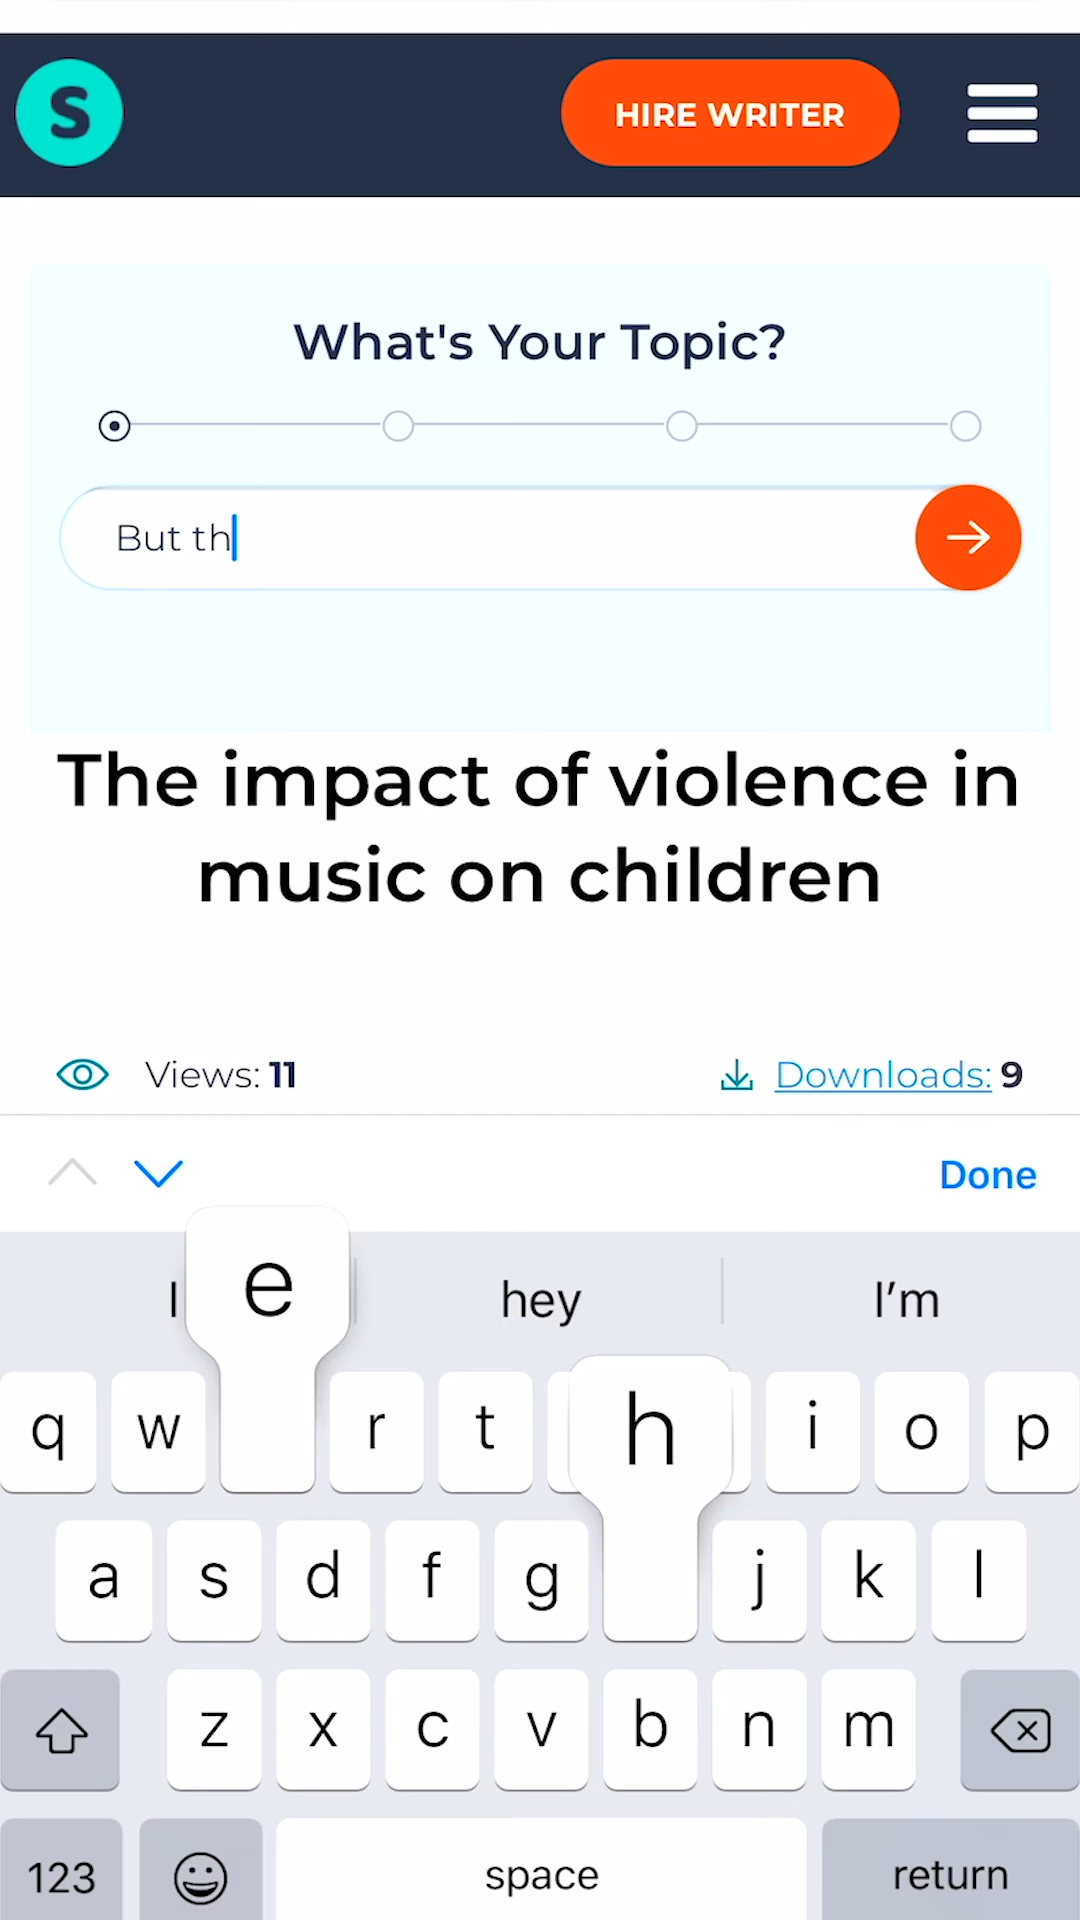 S
HIRE WRITER
What's Your Topic?
But th
The impact of violence in
music on children
Views: 11
Downloads: 9
Done
I
hey
I'm
e
q w r t h i o p
a s d f g j k l
z x c v b n m
123
space
return